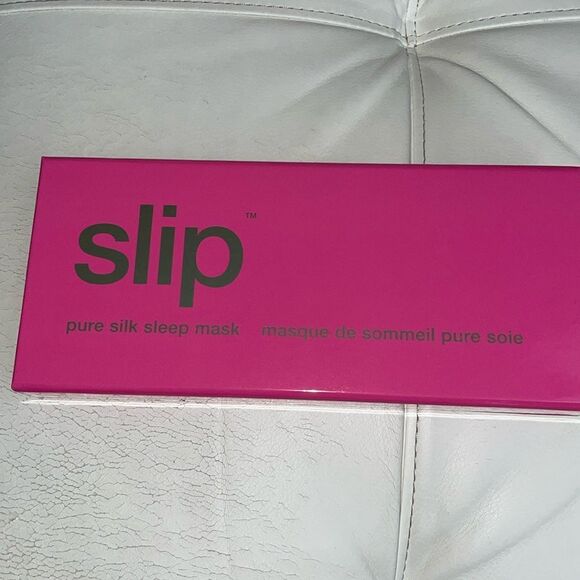 slip™
pure silk sleep mask masque de sommeil pure soie